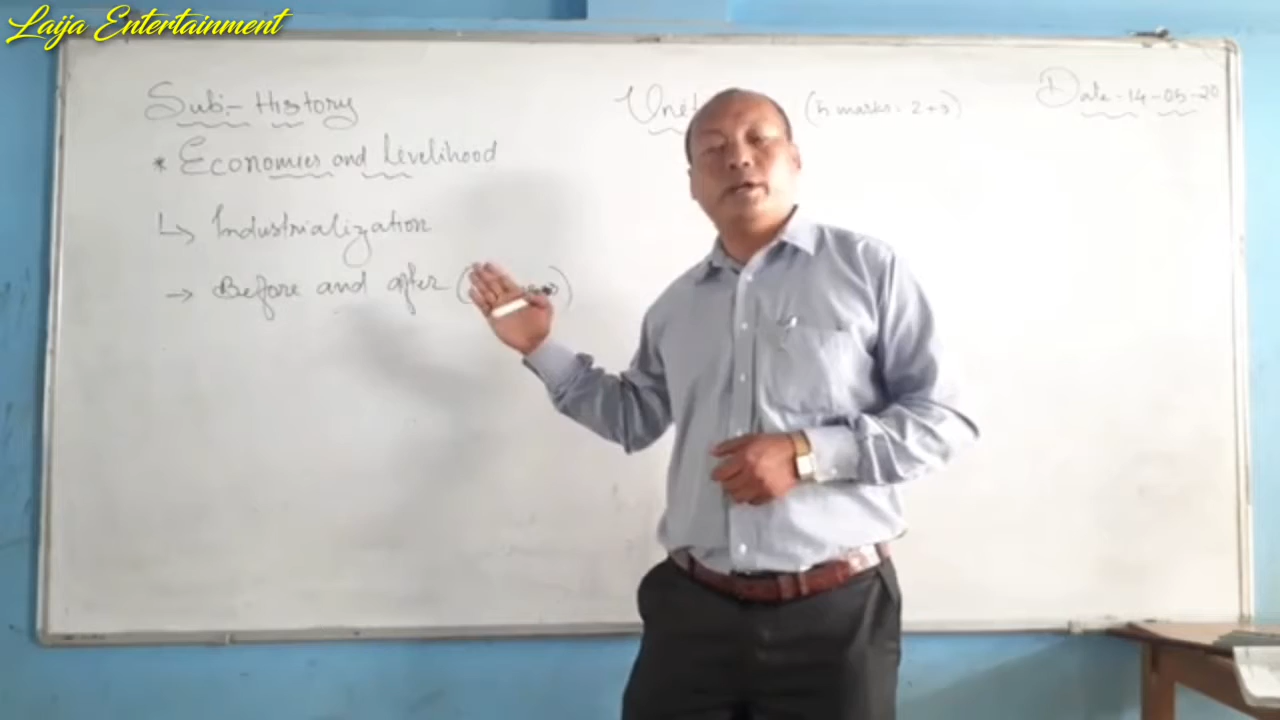 Laija Entertainment
Sub:- History
(5 marks: 2+3)
Date - 14-05-20
* Economies and Livelihood
↳ Industrialization
→ Before and after